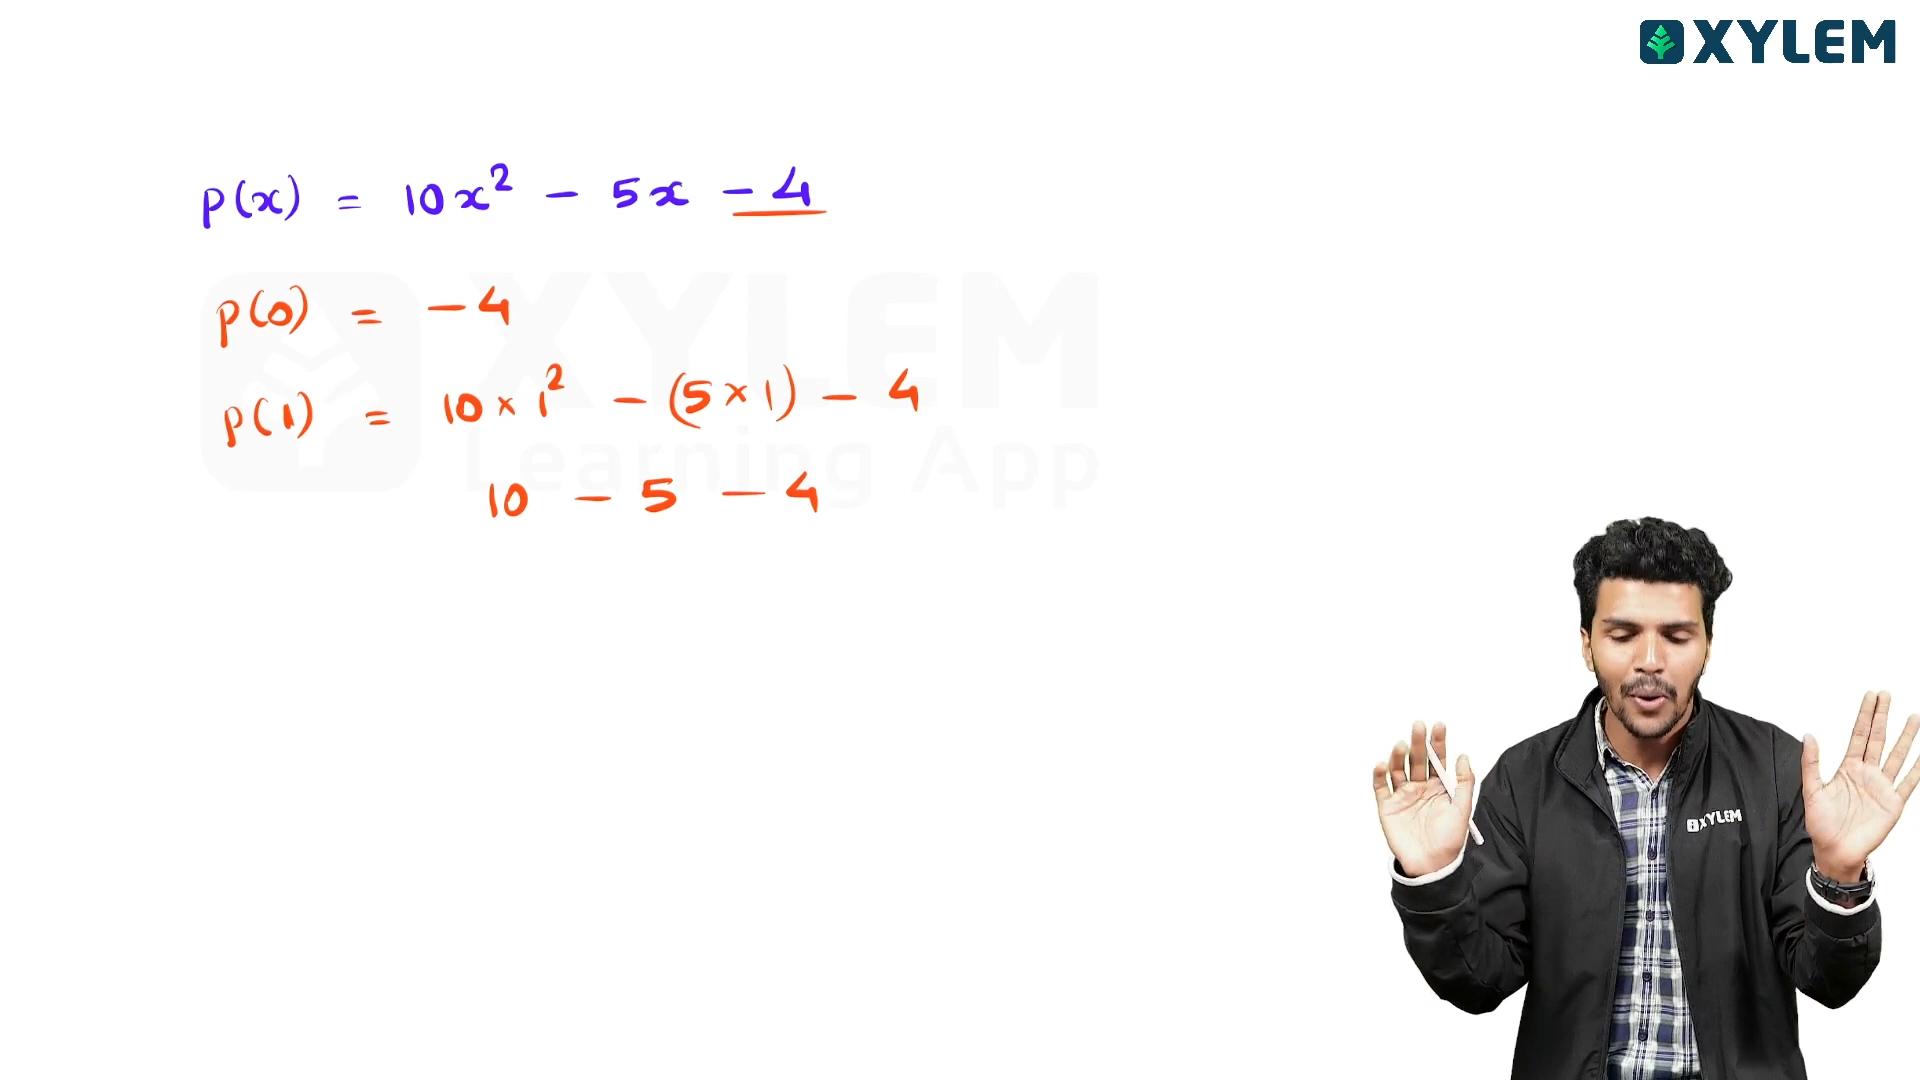 XYLEM
p(x) = 10x² - 5x - 4
p(0) = -4
p(1) = 10 × 1² - (5 × 1) - 4
10 - 5 - 4
XYLEM
Learning App
XYLEM